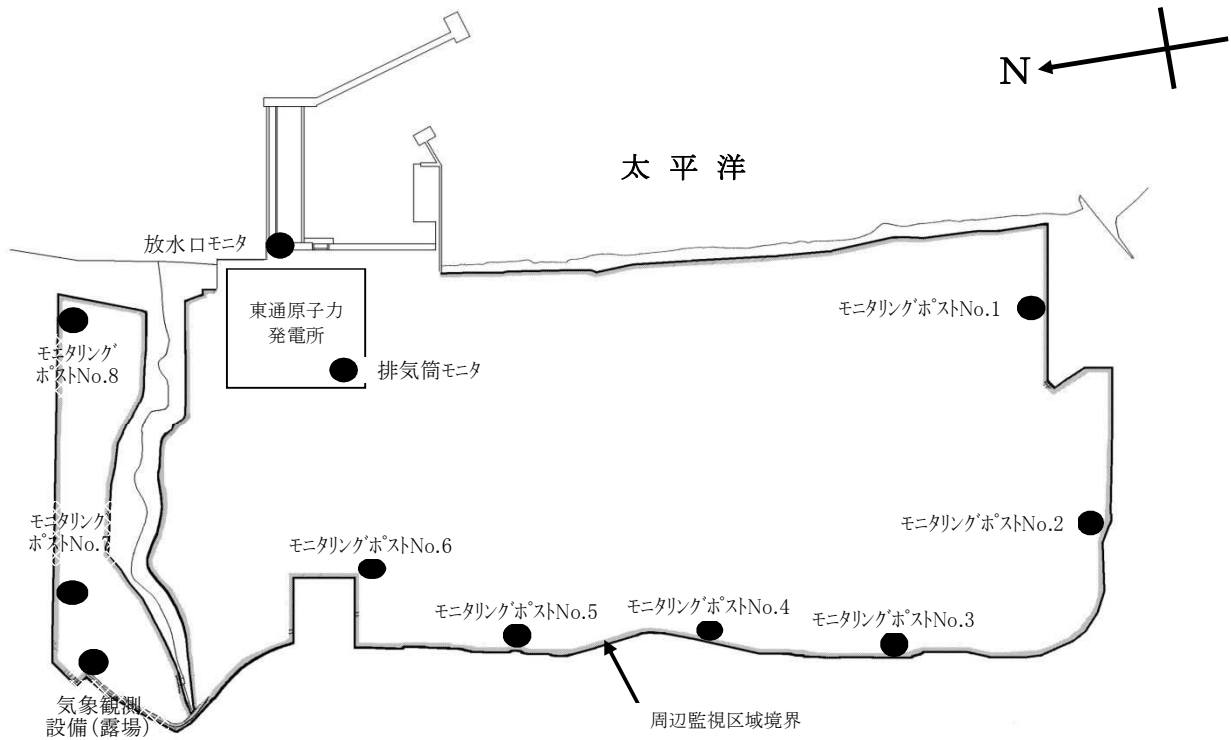 N
太平洋
放水口モニタ
東通原子力
発電所
排気筒モニタ
モニタリングポストNo.1
モニタリング
ポストNo.8
モニタリングポストNo.2
モニタリング
ポストNo.7
モニタリングポストNo.6
モニタリングポストNo.5
モニタリングポストNo.4
モニタリングポストNo.3
気象観測
設備(露場)
周辺監視区域境界